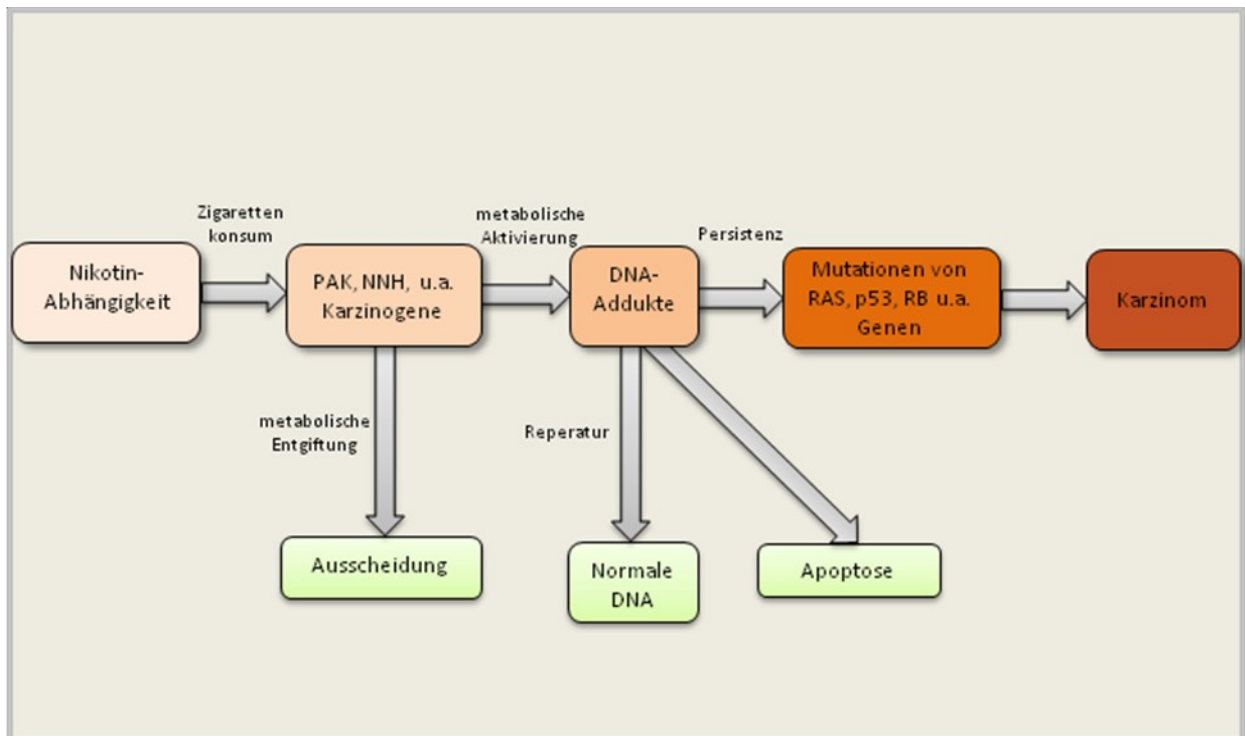 Zigaretten
konsum
metabolische
Aktivierung
Persistenz
Nikotin-
Abhängigkeit
PAK, NNH, u.a.
Karzinogene
DNA-
Addukte
Mutationen von
RAS, p53, RB u.a.
Genen
Karzinom
metabolische
Entgiftung
Reperatur
Ausscheidung
Normale
DNA
Apoptose